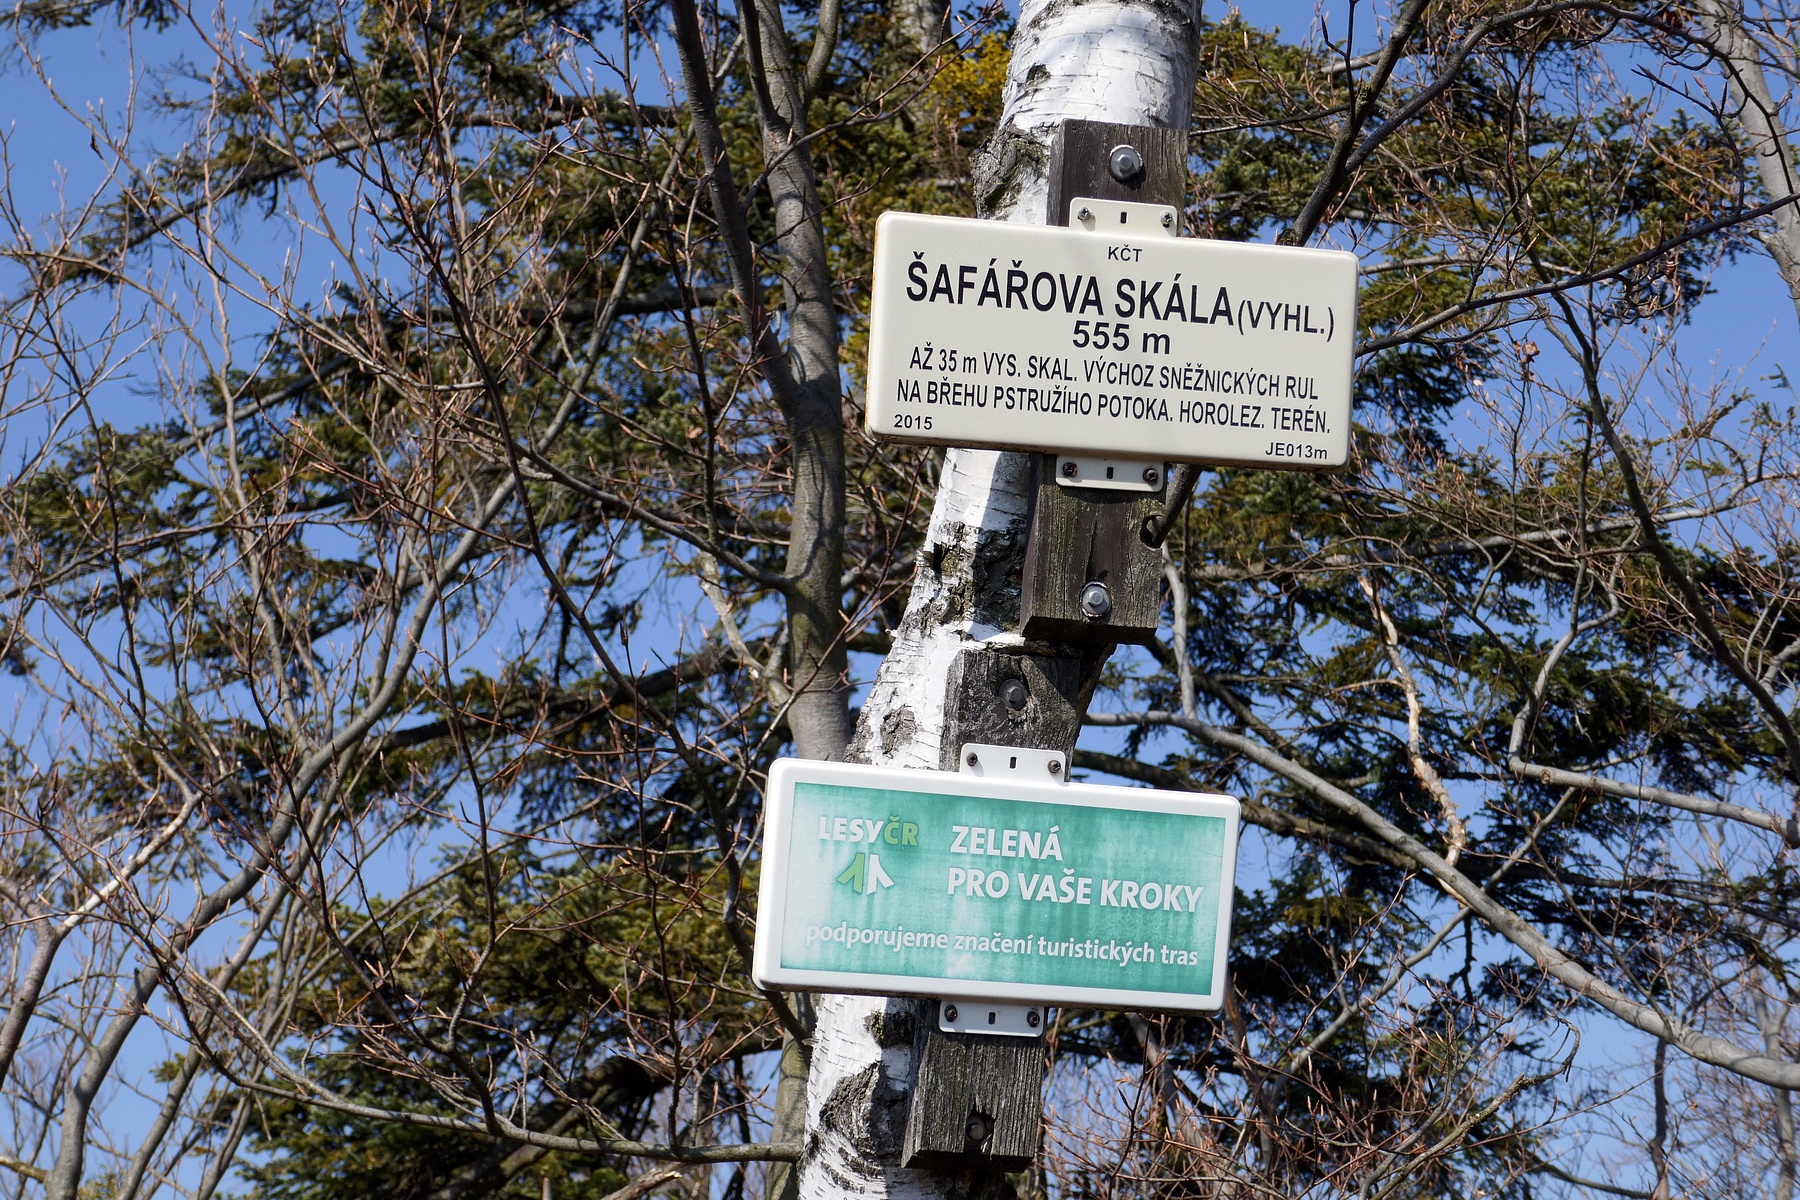 KČT
ŠAFÁŘOVA SKÁLA (VYHL.)
555 m
AŽ 35 m VYS. SKAL. VÝCHOZ SNĚŽNICKÝCH RUL
NA BŘEHU PSTRUŽÍHO POTOKA. HOROLEZ. TERÉN.
2015
JE013m
LESYČR
ZELENÁ
PRO VAŠE KROKY
podporujeme značení turistických tras